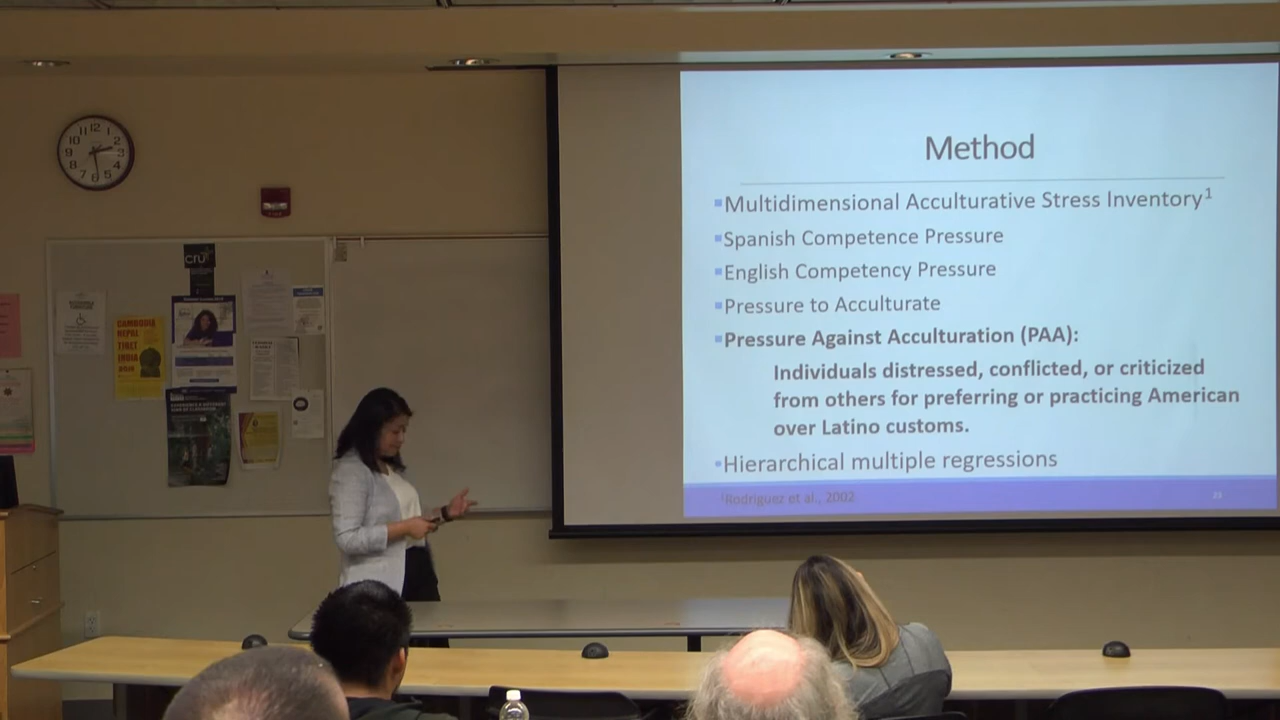 Method
Multidimensional Acculturative Stress Inventory¹
Spanish Competence Pressure
English Competency Pressure
Pressure to Acculturate
Pressure Against Acculturation (PAA):
Individuals distressed, conflicted, or criticized
from others for preferring or practicing American
over Latino customs.
Hierarchical multiple regressions
¹Rodriguez et al., 2002
cru
CAMBODIA
NEPAL
TIBET
INDIA
ASIA